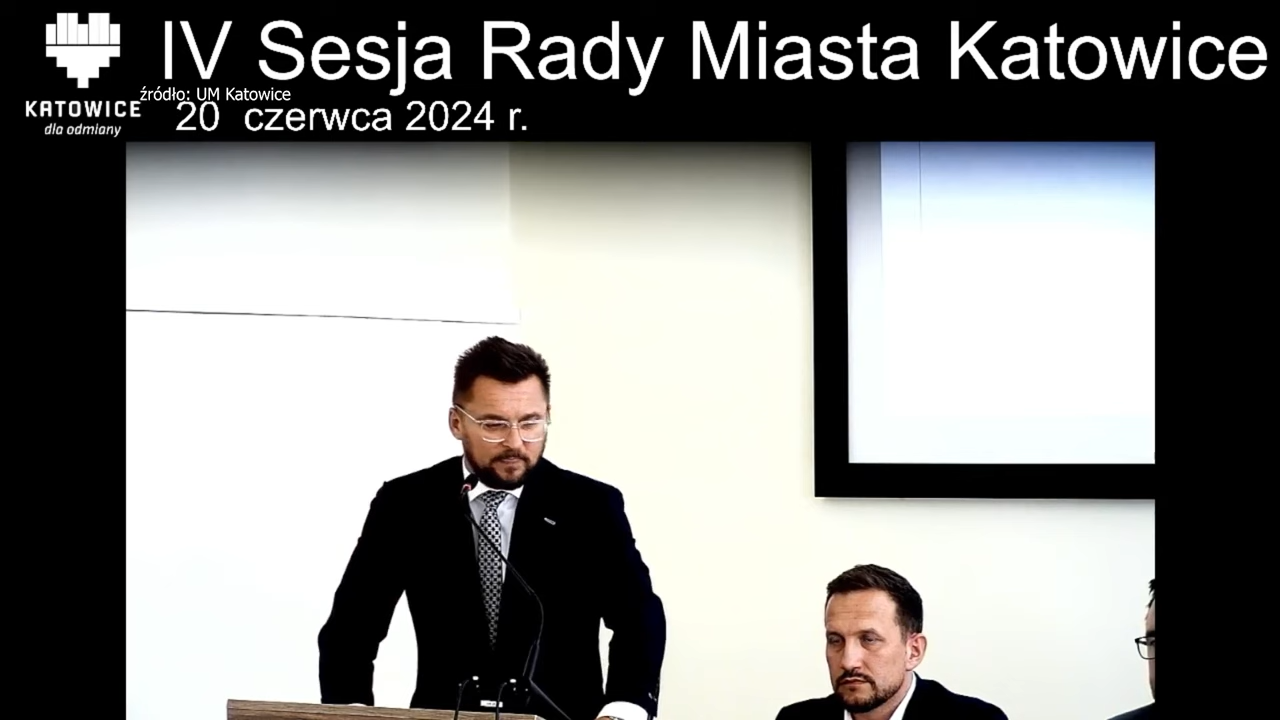 IV Sesja Rady Miasta Katowice
źródło: UM Katowice
KATOWICE
20 czerwca 2024 r.
dla odmiany